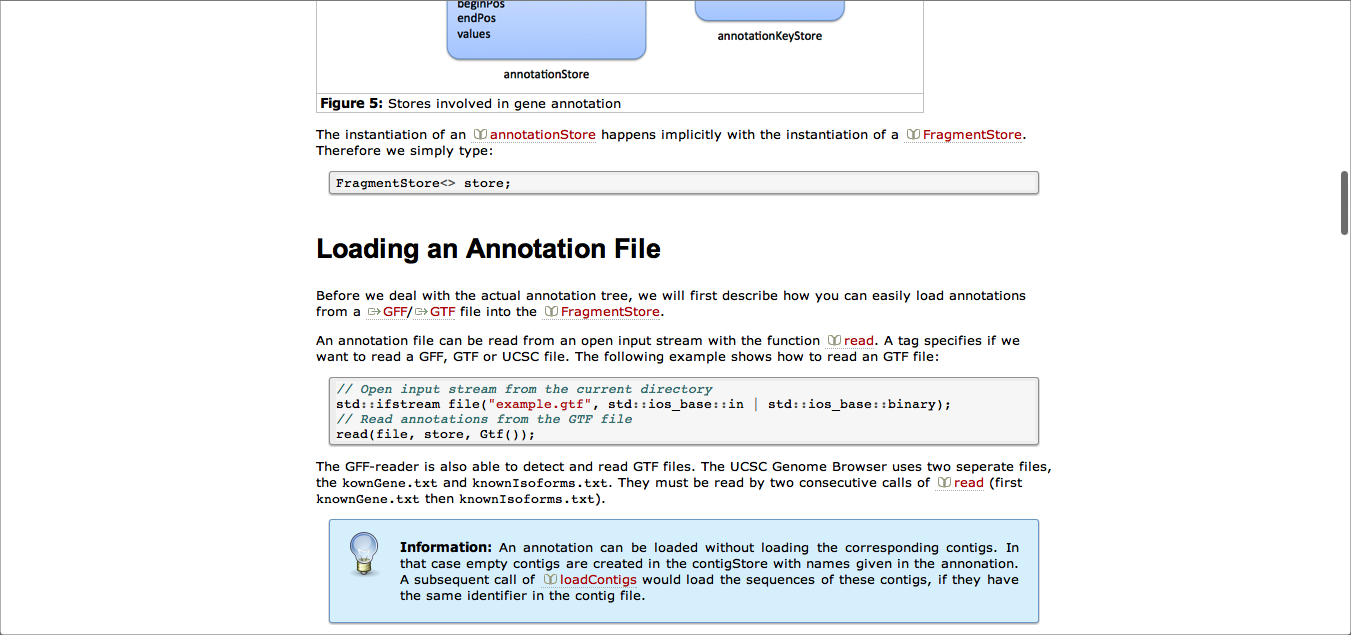 beginPos
endPos
values
annotationKeyStore
annotationStore
Figure 5: Stores involved in gene annotation
The instantiation of an annotationStore happens implicitly with the instantiation of a FragmentStore.
Therefore we simply type:
FragmentStore<> store;
Loading an Annotation File
Before we deal with the actual annotation tree, we will first describe how you can easily load annotations
from a GFF/GTF file into the FragmentStore.
An annotation file can be read from an open input stream with the function read. A tag specifies if we
want to read a GFF, GTF or UCSC file. The following example shows how to read an GTF file:
// Open input stream from the current directory
std::ifstream file("example.gtf", std::ios_base::in | std::ios_base::binary);
// Read annotations from the GTF file
read(file, store, Gtf());
The GFF-reader is also able to detect and read GTF files. The UCSC Genome Browser uses two seperate files,
the kownGene.txt and knownIsoforms.txt. They must be read by two consecutive calls of read (first
knownGene.txt then knownIsoforms.txt).
Information: An annotation can be loaded without loading the corresponding contigs. In
that case empty contigs are created in the contigStore with names given in the annonation.
A subsequent call of loadContigs would load the sequences of these contigs, if they have
the same identifier in the contig file.